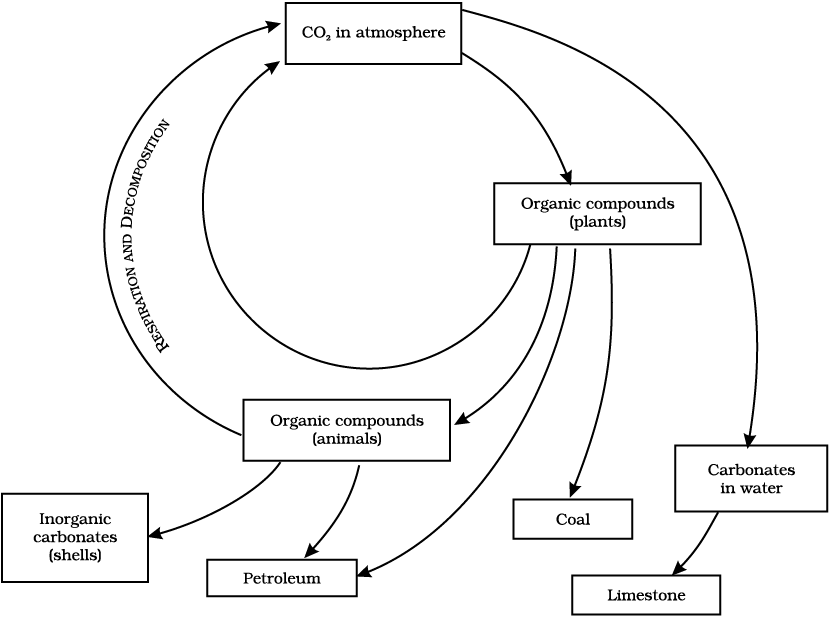 CO₂ in atmosphere
RESPIRATION AND DECOMPOSITION
Organic compounds
(plants)
Organic compounds
(animals)
Carbonates
in water
Inorganic
carbonates
(shells)
Coal
Petroleum
Limestone